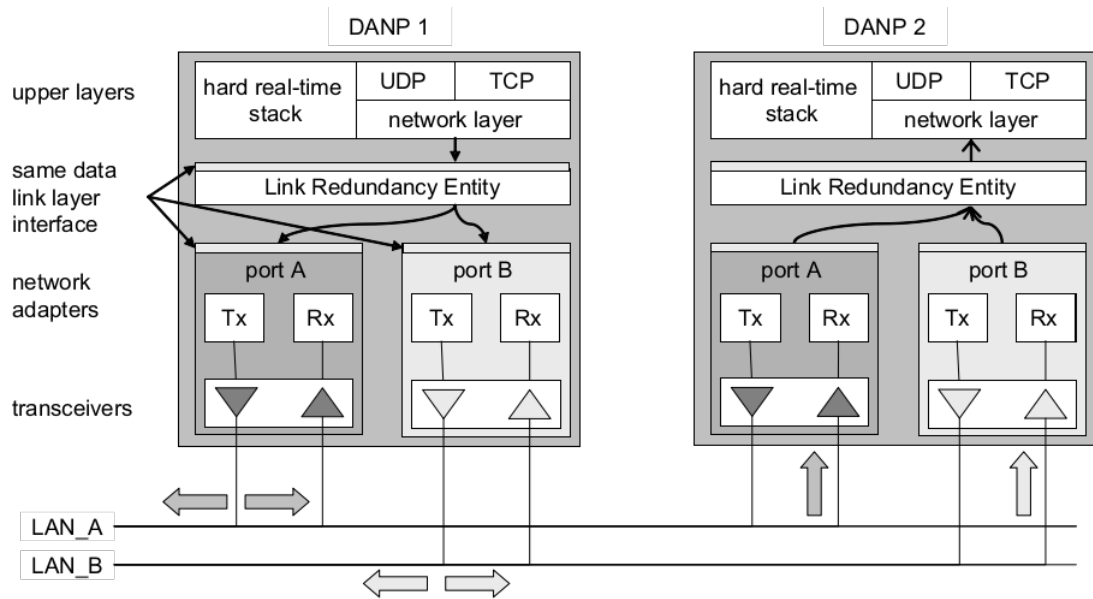 DANP 1
DANP 2
upper layers
hard real-time
stack
UDP
TCP
network layer
hard real-time
stack
UDP
TCP
network layer
same data
link layer
interface
Link Redundancy Entity
Link Redundancy Entity
network
adapters
port A
port B
port A
port B
Tx
Rx
Tx
Rx
Tx
Rx
Tx
Rx
transceivers
LAN_A
LAN_B